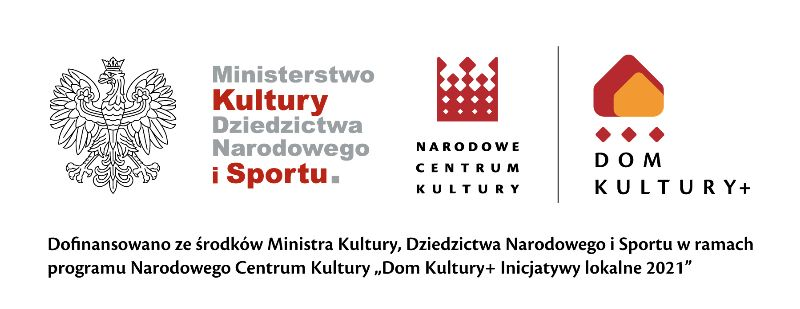 Ministerstwo
Kultury
Dziedzictwa
Narodowego
i Sportu.
NARODOWE
CENTRUM
KULTURY
DOM
KULTURY+
Dofinansowano ze środków Ministra Kultury, Dziedzictwa Narodowego i Sportu w ramach
programu Narodowego Centrum Kultury „Dom Kultury+ Inicjatywy lokalne 2021”